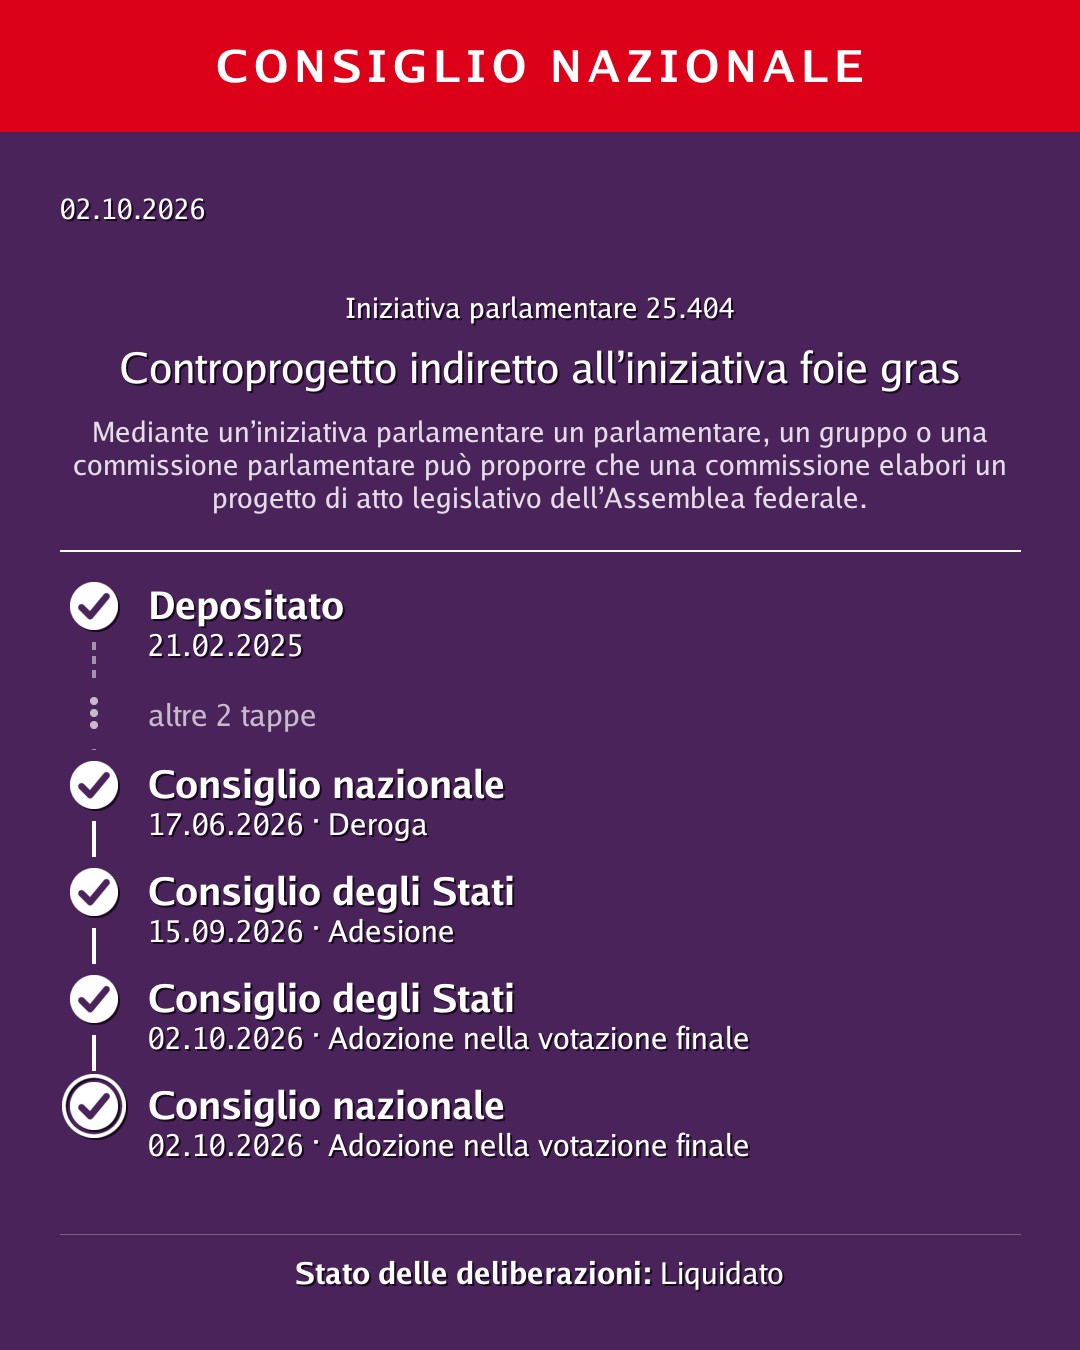 CONSIGLIO NAZIONALE
02.10.2026
Iniziativa parlamentare 25.404
Controprogetto indiretto all’iniziativa foie gras
Mediante un’iniziativa parlamentare un parlamentare, un gruppo o una
commissione parlamentare può proporre che una commissione elabori un
progetto di atto legislativo dell’Assemblea federale.
Depositato
21.02.2025
altre 2 tappe
Consiglio nazionale
17.06.2026 · Deroga
Consiglio degli Stati
15.09.2026 · Adesione
Consiglio degli Stati
02.10.2026 · Adozione nella votazione finale
Consiglio nazionale
02.10.2026 · Adozione nella votazione finale
Stato delle deliberazioni: Liquidato